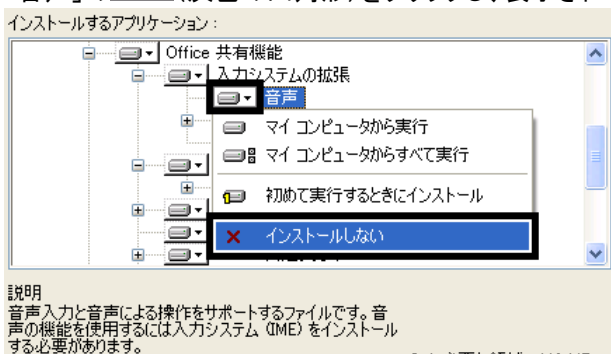 インストールするアプリケーション：
Office 共有機能
入力システムの拡張
音声
マイ コンピュータから実行
マイ コンピュータからすべて実行
初めて実行するときにインストール
インストールしない
説明
音声入力と音声による操作をサポートするファイルです。音
声の機能を使用するには入力システム (IME) をインストール
する必要があります。